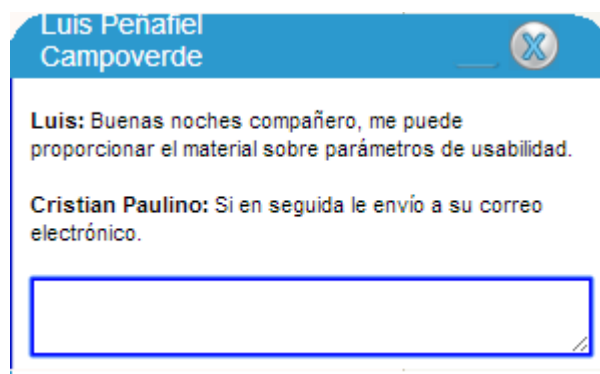 Luis Peñafiel
Campoverde
Luis: Buenas noches compañero, me puede
proporcionar el material sobre parámetros de usabilidad.
Cristian Paulino: Si en seguida le envío a su correo
electrónico.